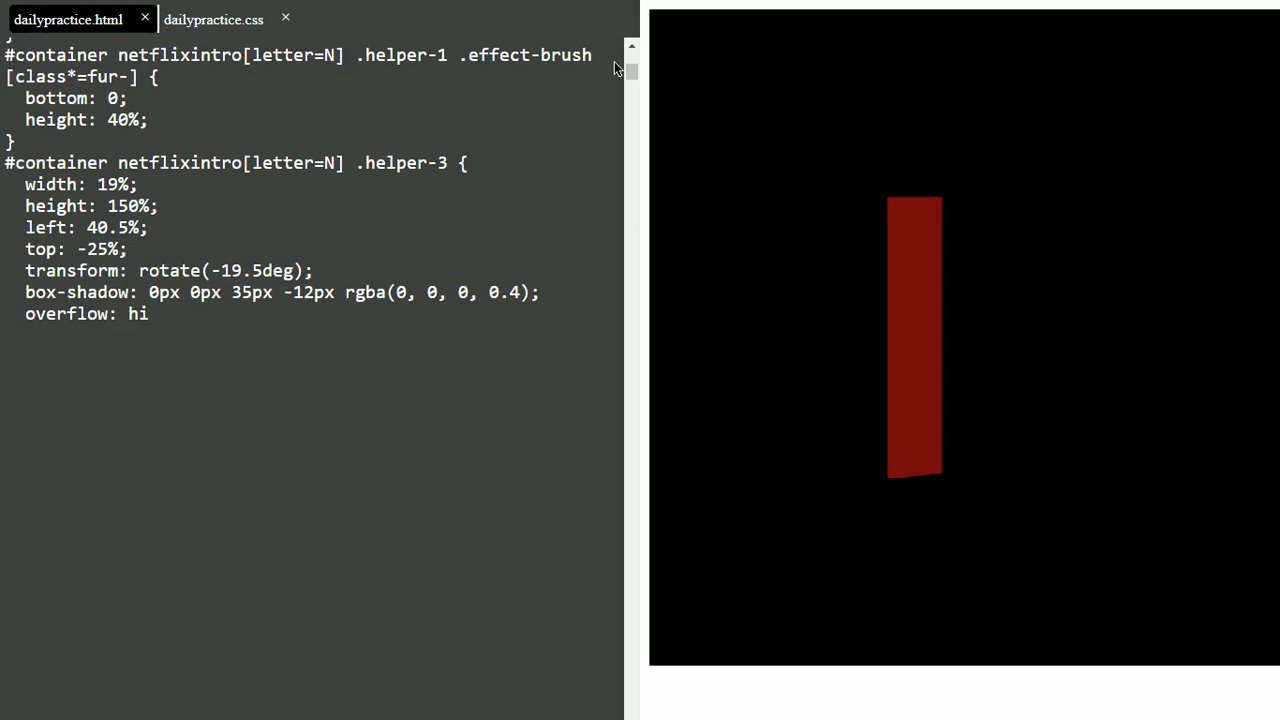 dailypractice.html × dailypractice.css ×
}
#container netflixintro[letter=N] .helper-1 .effect-brush
[class*=fur-] {
bottom: 0;
height: 40%;
}
#container netflixintro[letter=N] .helper-3 {
width: 19%;
height: 150%;
left: 40.5%;
top: -25%;
transform: rotate(-19.5deg);
box-shadow: 0px 0px 35px -12px rgba(0, 0, 0, 0.4);
overflow: hi